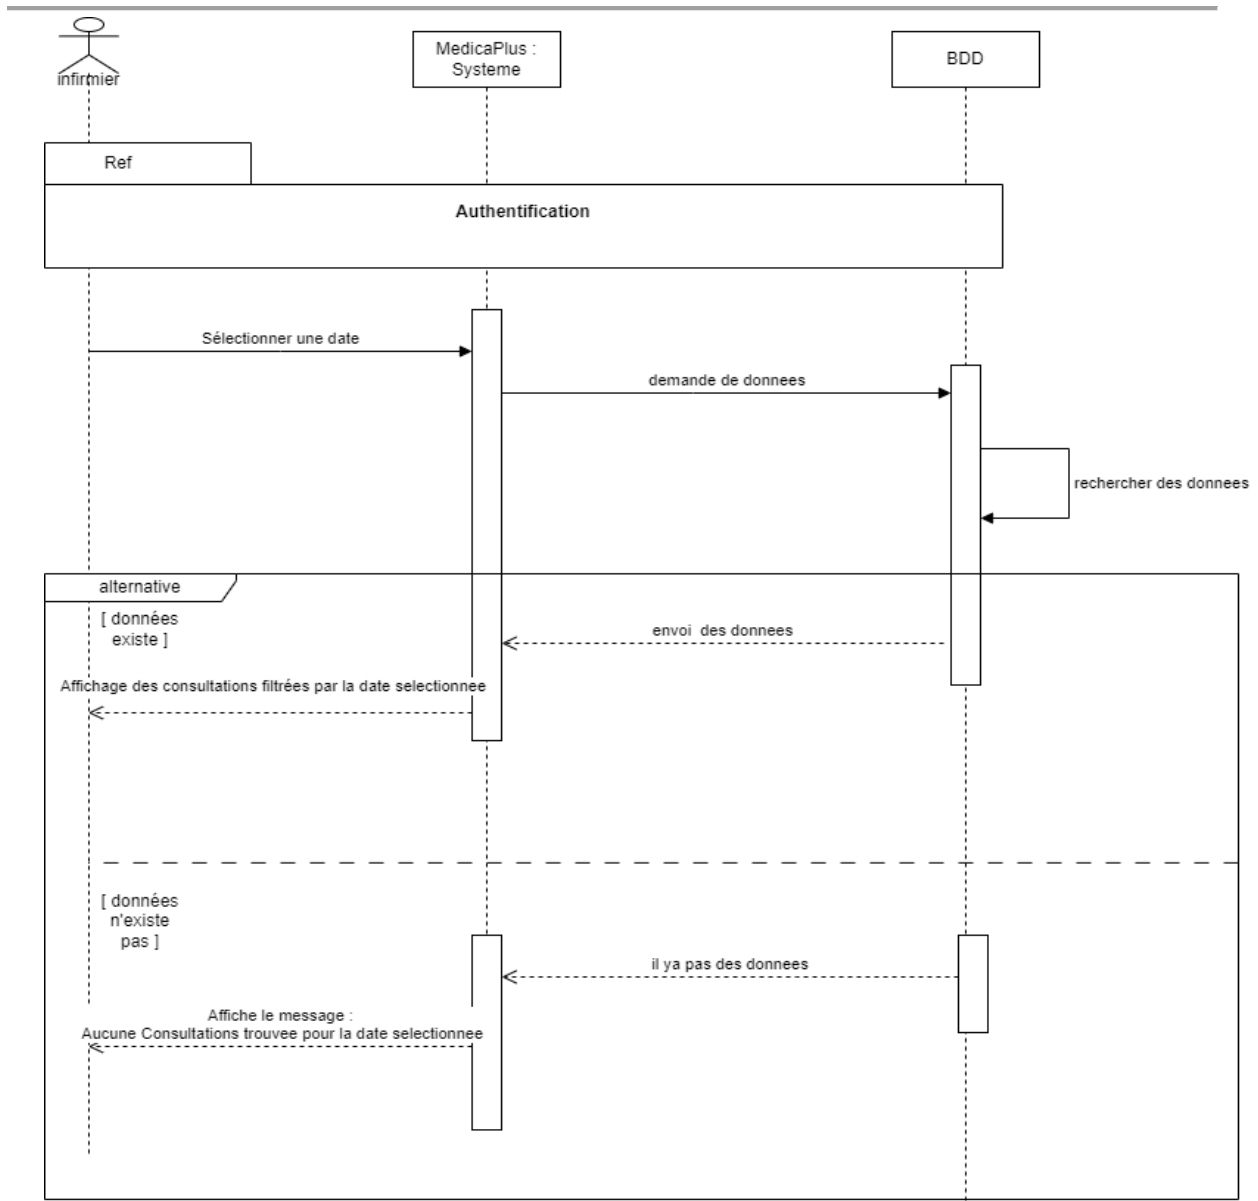 infirmier
MedicaPlus :
Systeme
BDD
Ref
Authentification
Sélectionner une date
demande de donnees
rechercher des donnees
alternative
[ données
existe ]
envoi des donnees
Affichage des consultations filtrées par la date selectionnee
[ données
n'existe
pas ]
il ya pas des donnees
Affiche le message :
Aucune Consultations trouvee pour la date selectionnee